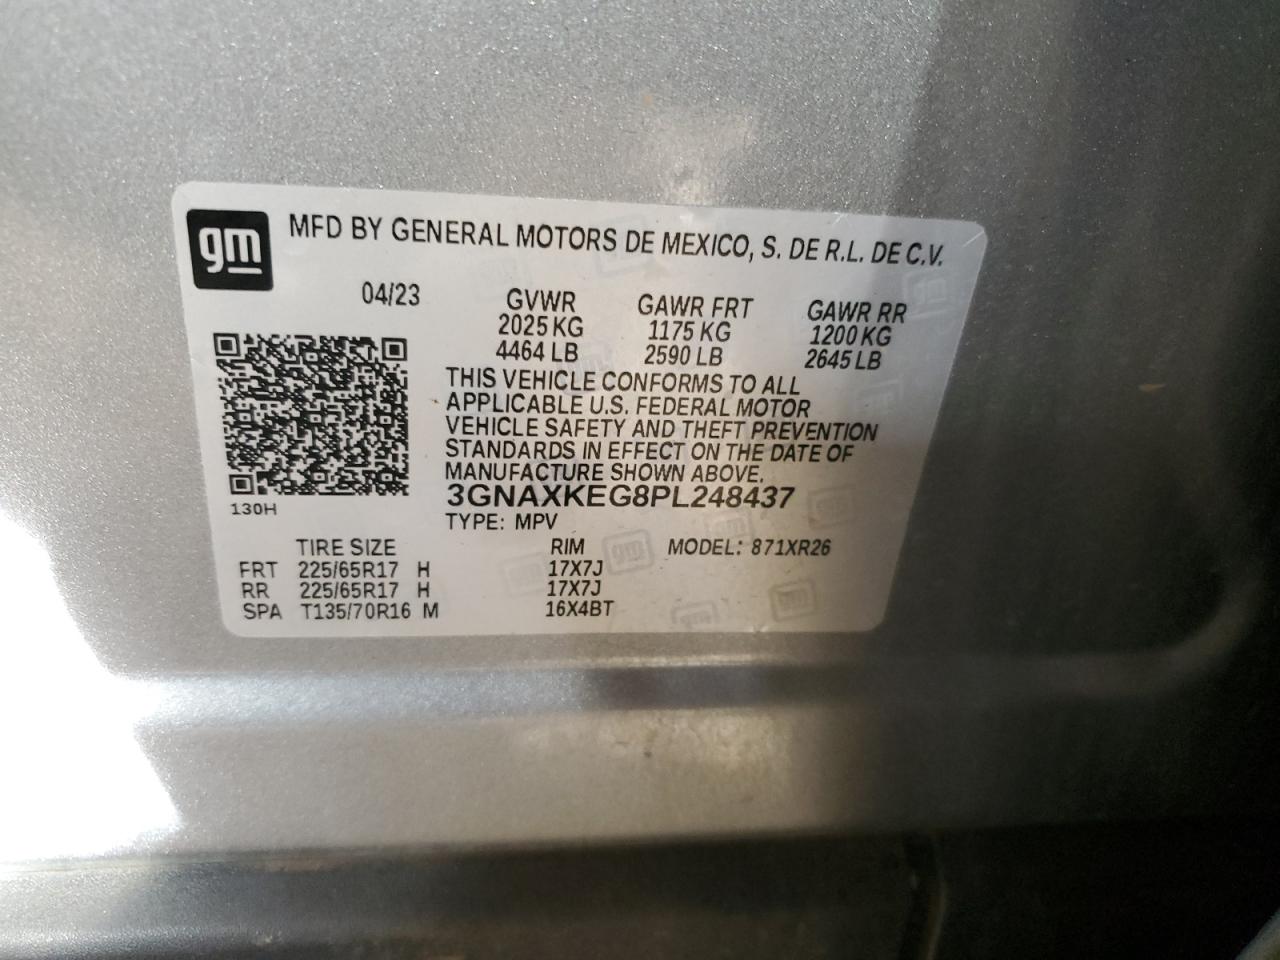 gm
MFD BY GENERAL MOTORS DE MEXICO, S. DE R.L. DE C.V.
04/23
GVWR GAWR FRT GAWR RR
2025 KG 1175 KG 1200 KG
4464 LB 2590 LB 2645 LB
THIS VEHICLE CONFORMS TO ALL
APPLICABLE U.S. FEDERAL MOTOR
VEHICLE SAFETY AND THEFT PREVENTION
STANDARDS IN EFFECT ON THE DATE OF
MANUFACTURE SHOWN ABOVE.
130H
3GNAXKEG8PL248437
TYPE: MPV
TIRE SIZE RIM MODEL: 871XR26
FRT 225/65R17 H 17X7J
RR 225/65R17 H 17X7J
SPA T135/70R16 M 16X4BT